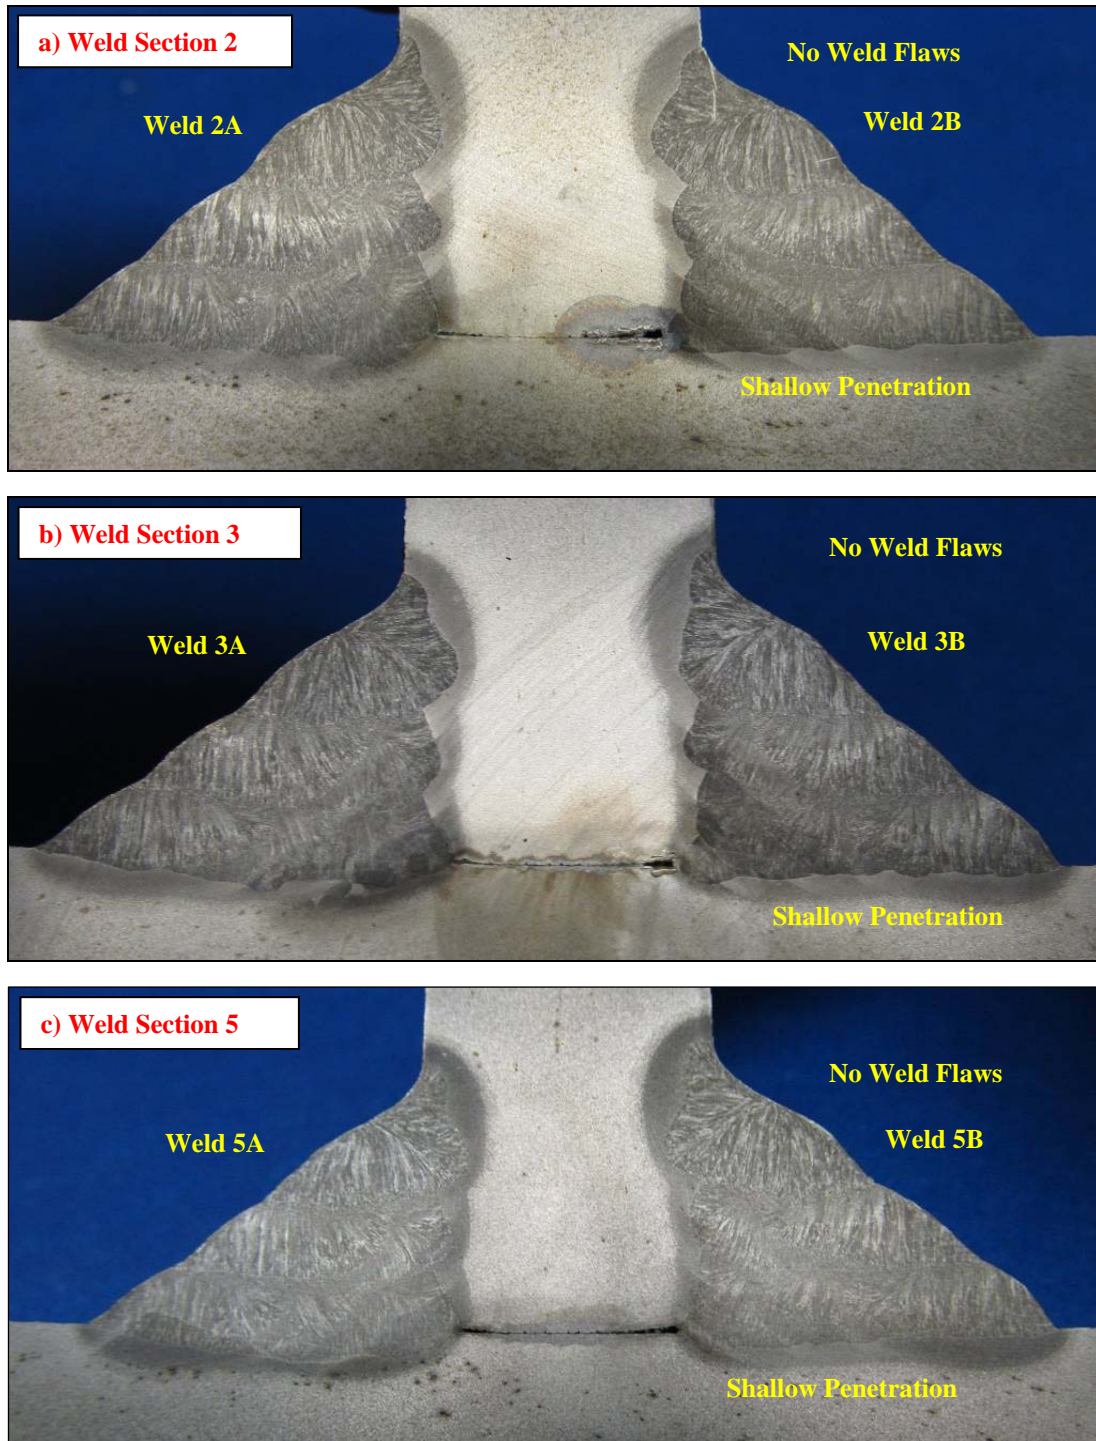 a) Weld Section 2
No Weld Flaws
Weld 2A
Weld 2B
Shallow Penetration
b) Weld Section 3
No Weld Flaws
Weld 3A
Weld 3B
Shallow Penetration
c) Weld Section 5
No Weld Flaws
Weld 5A
Weld 5B
Shallow Penetration